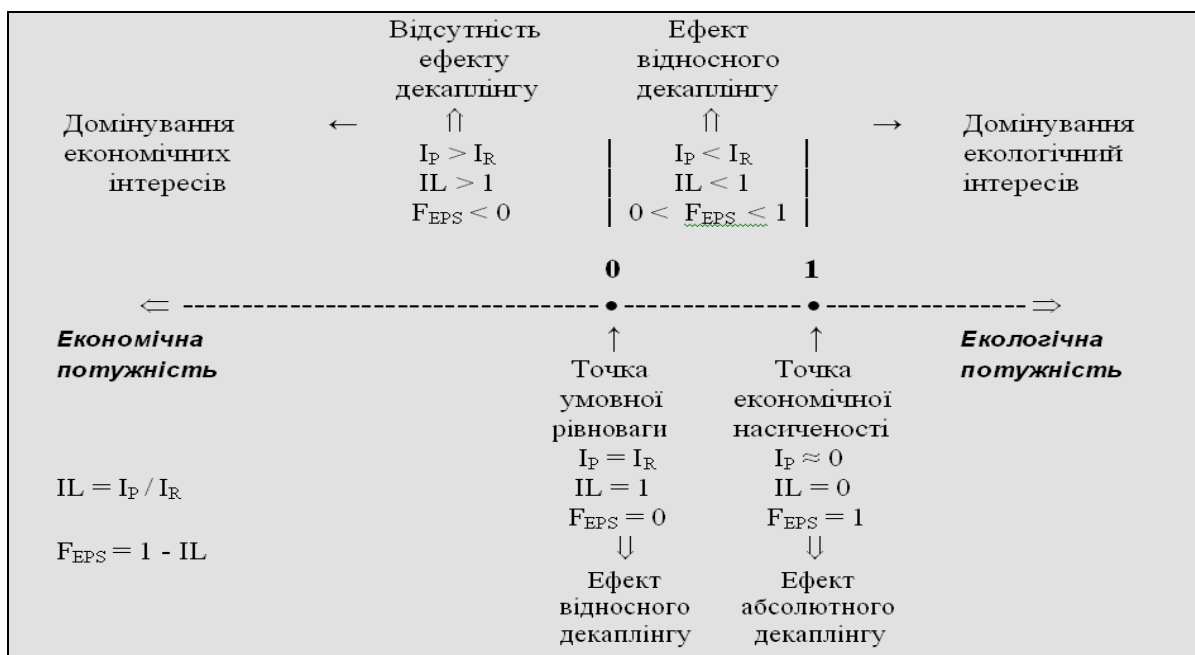 Відсутність
ефекту
декаплінгу
⇑
I_P > I_R
IL > 1
F_EPS < 0
Ефект
відносного
декаплінгу
⇑
I_P < I_R
IL < 1
0 < F_EPS < 1
Домінування
економічних
інтересів
←
→
Домінування
екологічний
інтересів
0
1
Економічна
потужність
Екологічна
потужність
↑
Точка
умовної
рівноваги
I_P = I_R
IL = 1
F_EPS = 0
⇓
Ефект
відносного
декаплінгу
↑
Точка
економічної
насиченості
I_P ≈ 0
IL = 0
F_EPS = 1
⇓
Ефект
абсолютного
декаплінгу
IL = I_P / I_R
F_EPS = 1 - IL